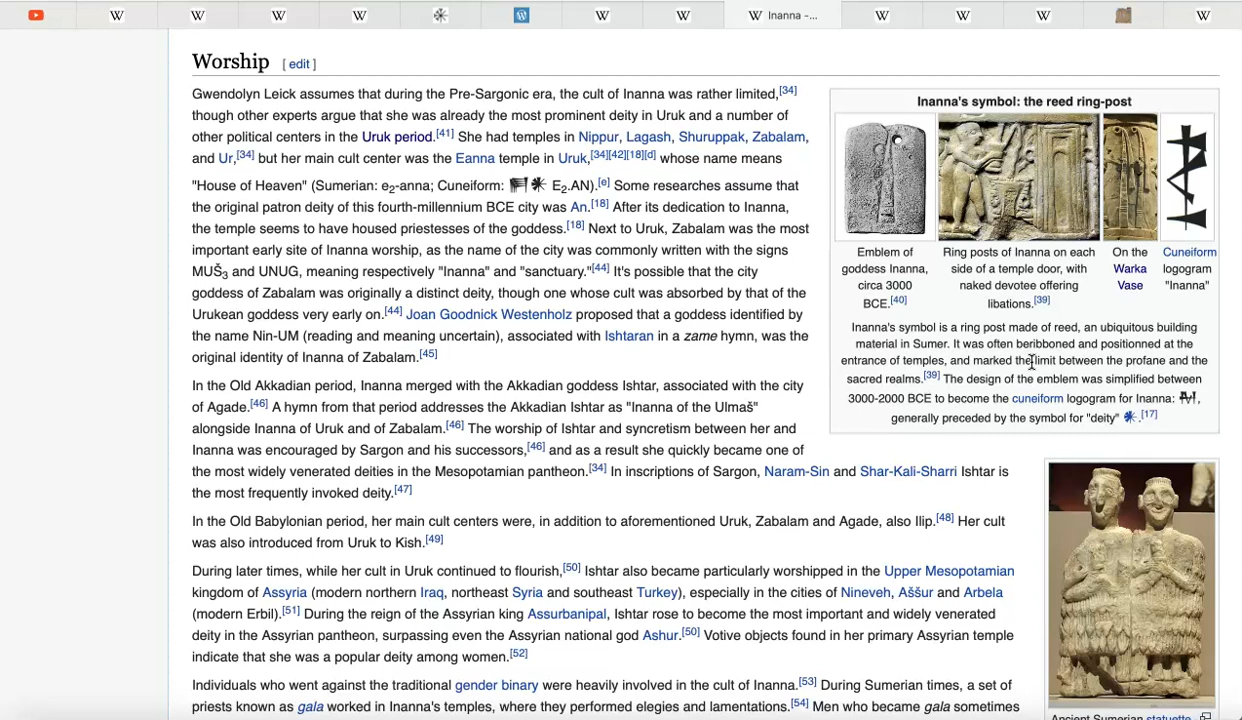 Inanna -...
Worship [ edit ]
Gwendolyn Leick assumes that during the Pre-Sargonic era, the cult of Inanna was rather limited,[34]
though other experts argue that she was already the most prominent deity in Uruk and a number of
other political centers in the Uruk period.[41] She had temples in Nippur, Lagash, Shuruppak, Zabalam,
and Ur,[34] but her main cult center was the Eanna temple in Uruk,[34][42][18][d] whose name means
"House of Heaven" (Sumerian: e2-anna; Cuneiform: 𒂍𒀭 E2.AN).[e] Some researches assume that
the original patron deity of this fourth-millennium BCE city was An.[18] After its dedication to Inanna,
the temple seems to have housed priestesses of the goddess.[18] Next to Uruk, Zabalam was the most
important early site of Inanna worship, as the name of the city was commonly written with the signs
MUŠ3 and UNUG, meaning respectively "Inanna" and "sanctuary."[44] It's possible that the city
goddess of Zabalam was originally a distinct deity, though one whose cult was absorbed by that of the
Urukean goddess very early on.[44] Joan Goodnick Westenholz proposed that a goddess identified by
the name Nin-UM (reading and meaning uncertain), associated with Ishtaran in a zame hymn, was the
original identity of Inanna of Zabalam.[45]
In the Old Akkadian period, Inanna merged with the Akkadian goddess Ishtar, associated with the city
of Agade.[46] A hymn from that period addresses the Akkadian Ishtar as "Inanna of the Ulmaš"
alongside Inanna of Uruk and of Zabalam.[46] The worship of Ishtar and syncretism between her and
Inanna was encouraged by Sargon and his successors,[46] and as a result she quickly became one of
the most widely venerated deities in the Mesopotamian pantheon.[34] In inscriptions of Sargon, Naram-Sin and Shar-Kali-Sharri Ishtar is
the most frequently invoked deity.[47]
In the Old Babylonian period, her main cult centers were, in addition to aforementioned Uruk, Zabalam and Agade, also Ilip.[48] Her cult
was also introduced from Uruk to Kish.[49]
During later times, while her cult in Uruk continued to flourish,[50] Ishtar also became particularly worshipped in the Upper Mesopotamian
kingdom of Assyria (modern northern Iraq, northeast Syria and southeast Turkey), especially in the cities of Nineveh, Aššur and Arbela
(modern Erbil).[51] During the reign of the Assyrian king Assurbanipal, Ishtar rose to become the most important and widely venerated
deity in the Assyrian pantheon, surpassing even the Assyrian national god Ashur.[50] Votive objects found in her primary Assyrian temple
indicate that she was a popular deity among women.[52]
Individuals who went against the traditional gender binary were heavily involved in the cult of Inanna.[53] During Sumerian times, a set of
priests known as gala worked in Inanna's temples, where they performed elegies and lamentations.[54] Men who became gala sometimes
Inanna's symbol: the reed ring-post
Emblem of
goddess Inanna,
circa 3000
BCE.[40]
Ring posts of Inanna on each
side of a temple door, with
naked devotee offering
libations.[39]
On the
Warka
Vase
Cuneiform
logogram
"Inanna"
Inanna's symbol is a ring post made of reed, an ubiquitous building
material in Sumer. It was often beribboned and positionned at the
entrance of temples, and marked the limit between the profane and the
sacred realms.[39] The design of the emblem was simplified between
3000-2000 BCE to become the cuneiform logogram for Inanna: 𒈹,
generally preceded by the symbol for "deity" 𒀭.[17]
Ancient Sumerian statuette